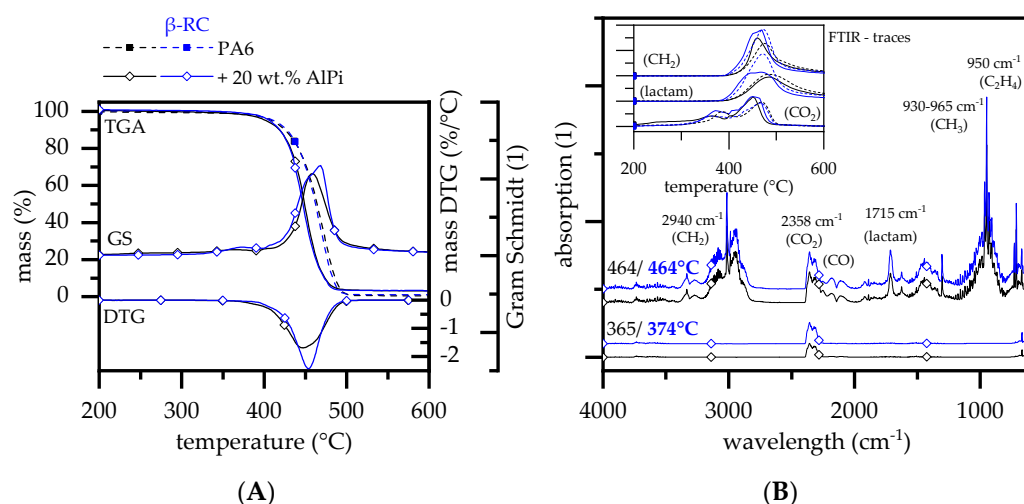 β-RC
PA6
+ 20 wt.% AlPi
100
80
60
40
20
0
mass (%)
TGA
GS
DTG
0
-1
-2
mass DTG (%/°C)
Gram Schmidt (1)
200
300
400
500
600
temperature (°C)
(A)
FTIR - traces
(CH2)
(lactam)
(CO2)
200
400
600
temperature (°C)
950 cm-1
(C2H4)
930-965 cm-1
(CH3)
2940 cm-1
(CH2)
2358 cm-1
(CO2)
(CO)
1715 cm-1
(lactam)
464/ 464°C
365/ 374°C
absorption (1)
4000
3000
2000
1000
wavelength (cm-1)
(B)